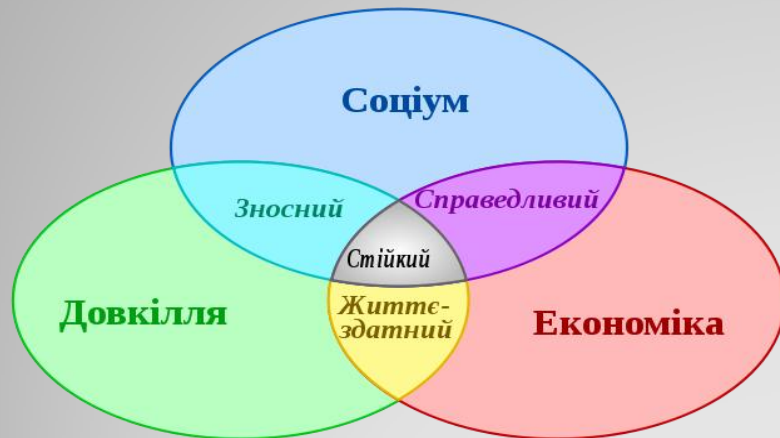 Соціум
Зносний
Справедливий
Стійкий
Життє-
здатний
Довкілля
Економіка